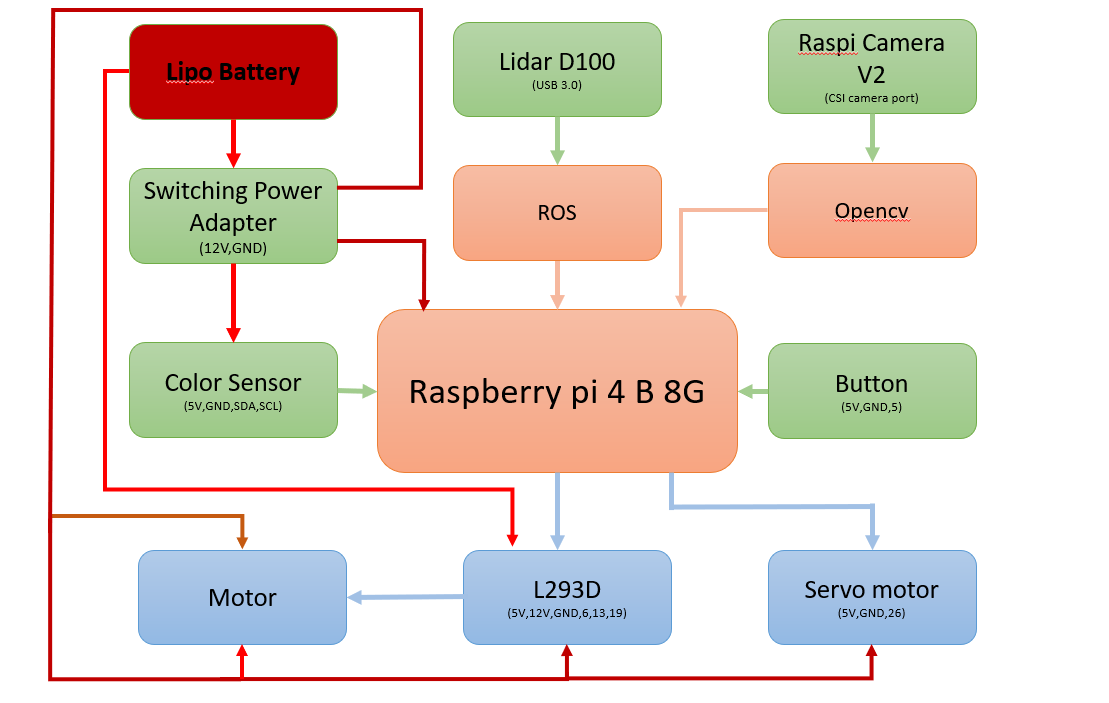 Lipo Battery
Lidar D100
(USB 3.0)
Raspi Camera
V2
(CSI camera port)
Switching Power
Adapter
(12V,GND)
ROS
Opencv
Color Sensor
(5V,GND,SDA,SCL)
Raspberry pi 4 B 8G
Button
(5V,GND,5)
Motor
L293D
(5V,12V,GND,6,13,19)
Servo motor
(5V,GND,26)